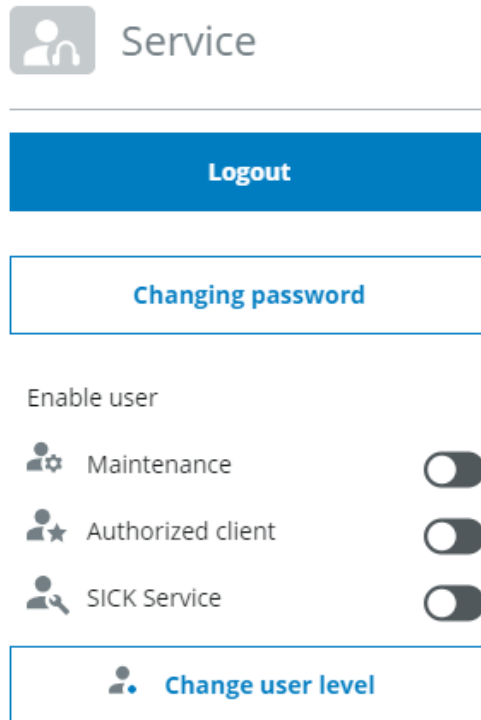 Service
Logout
Changing password
Enable user
Maintenance
Authorized client
SICK Service
Change user level